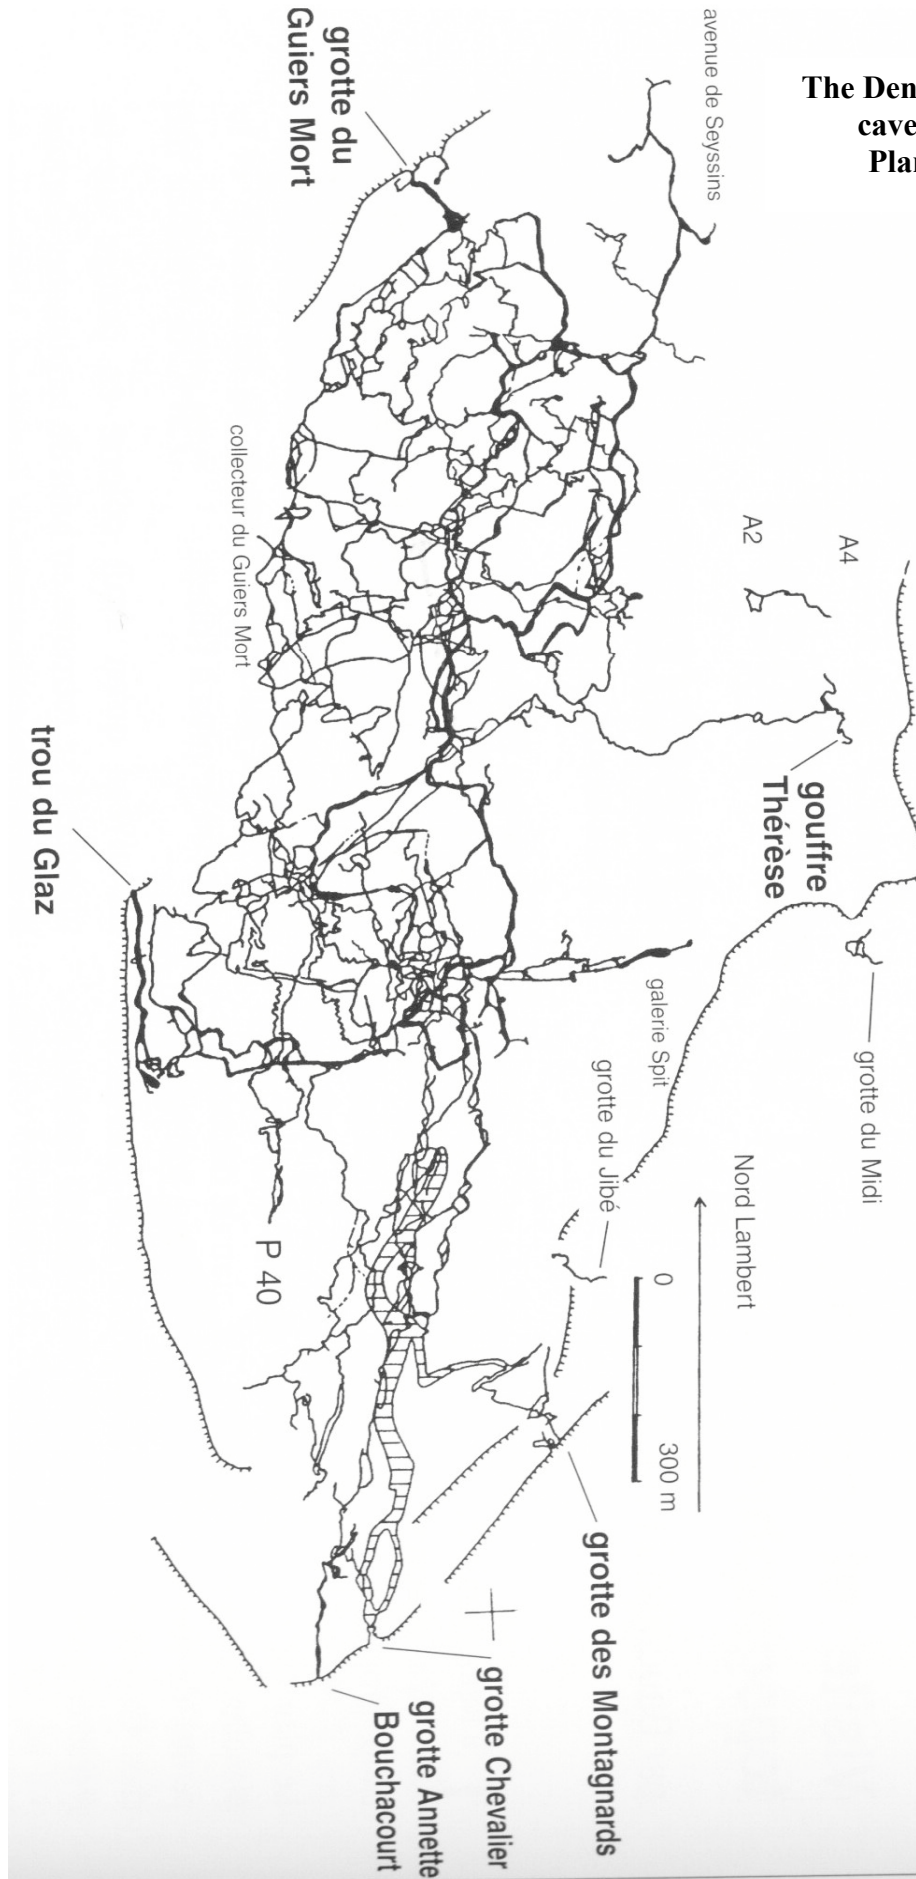 The Den
cave
Plan
avenue de Seyssins
grotte du
Guiers Mort
collecteur du Guiers Mort
A2
A4
trou du Glaz
gouffre
Thérèse
grotte du Midi
galerie Spit
grotte du Jibé
Nord Lambert
P 40
0
300 m
grotte des Montagnards
grotte Chevalier
grotte Annette
Bouchacourt